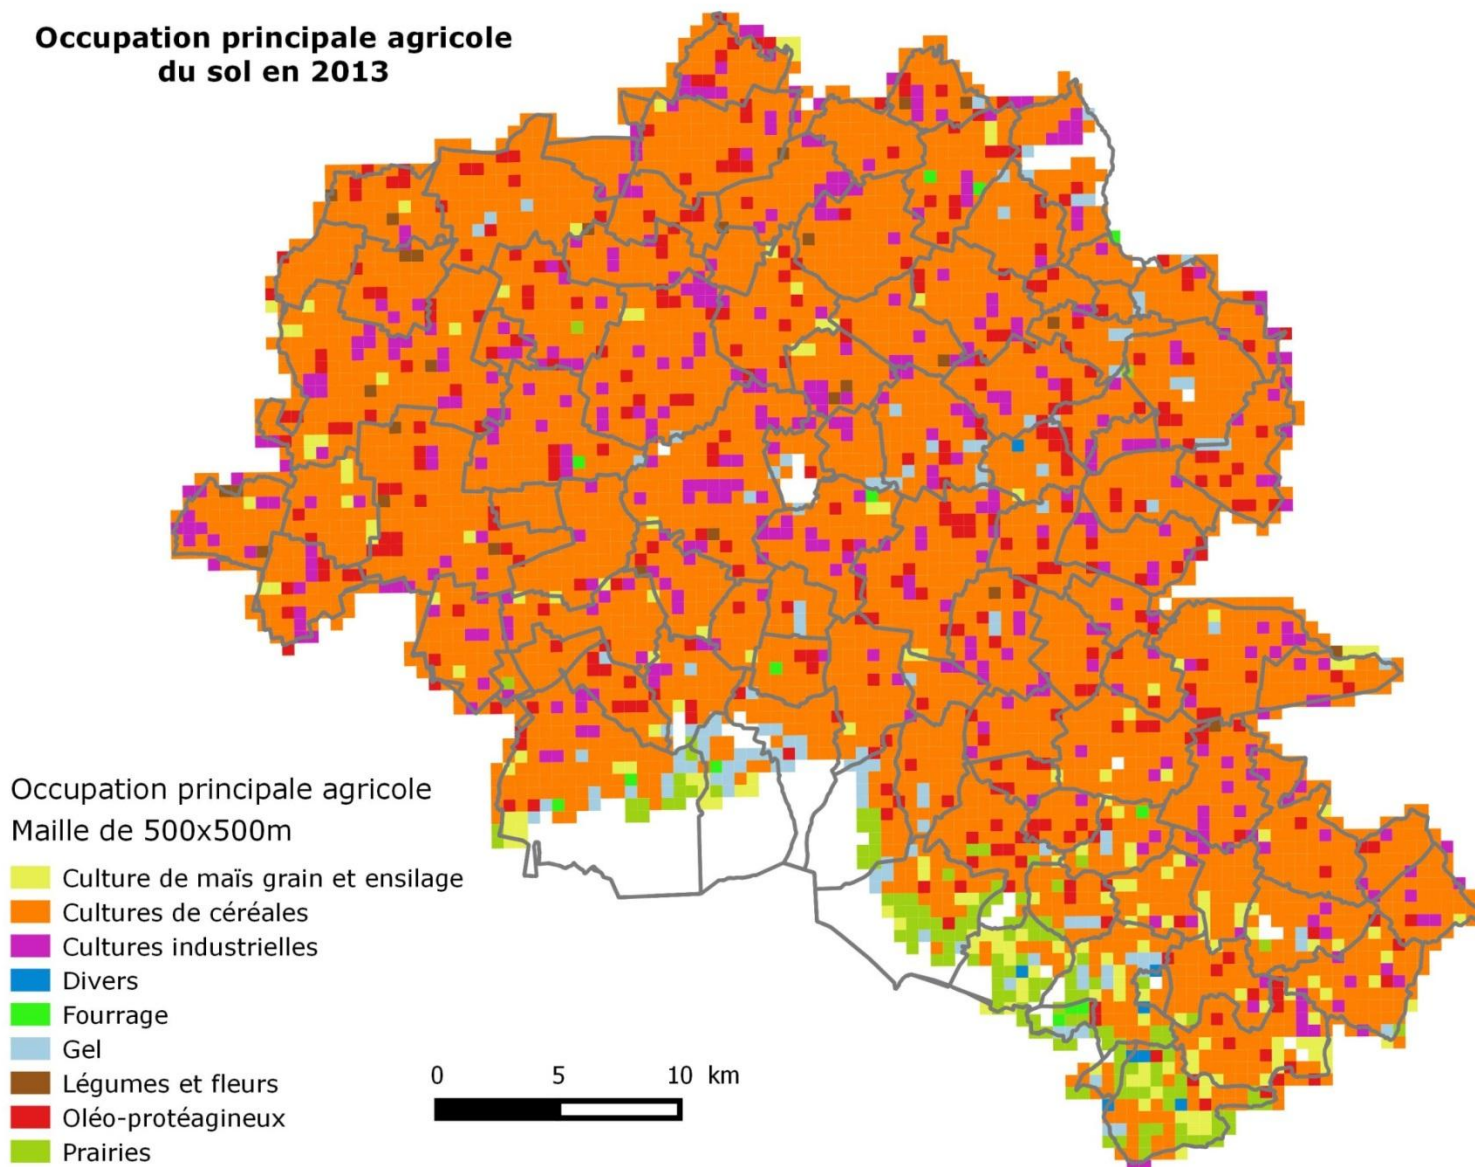 Occupation principale agricole
du sol en 2013
Occupation principale agricole
Maille de 500x500m
Culture de maïs grain et ensilage
Cultures de céréales
Cultures industrielles
Divers
Fourrage
Gel
Légumes et fleurs
Oléo-protéagineux
Prairies
0 5 10 km